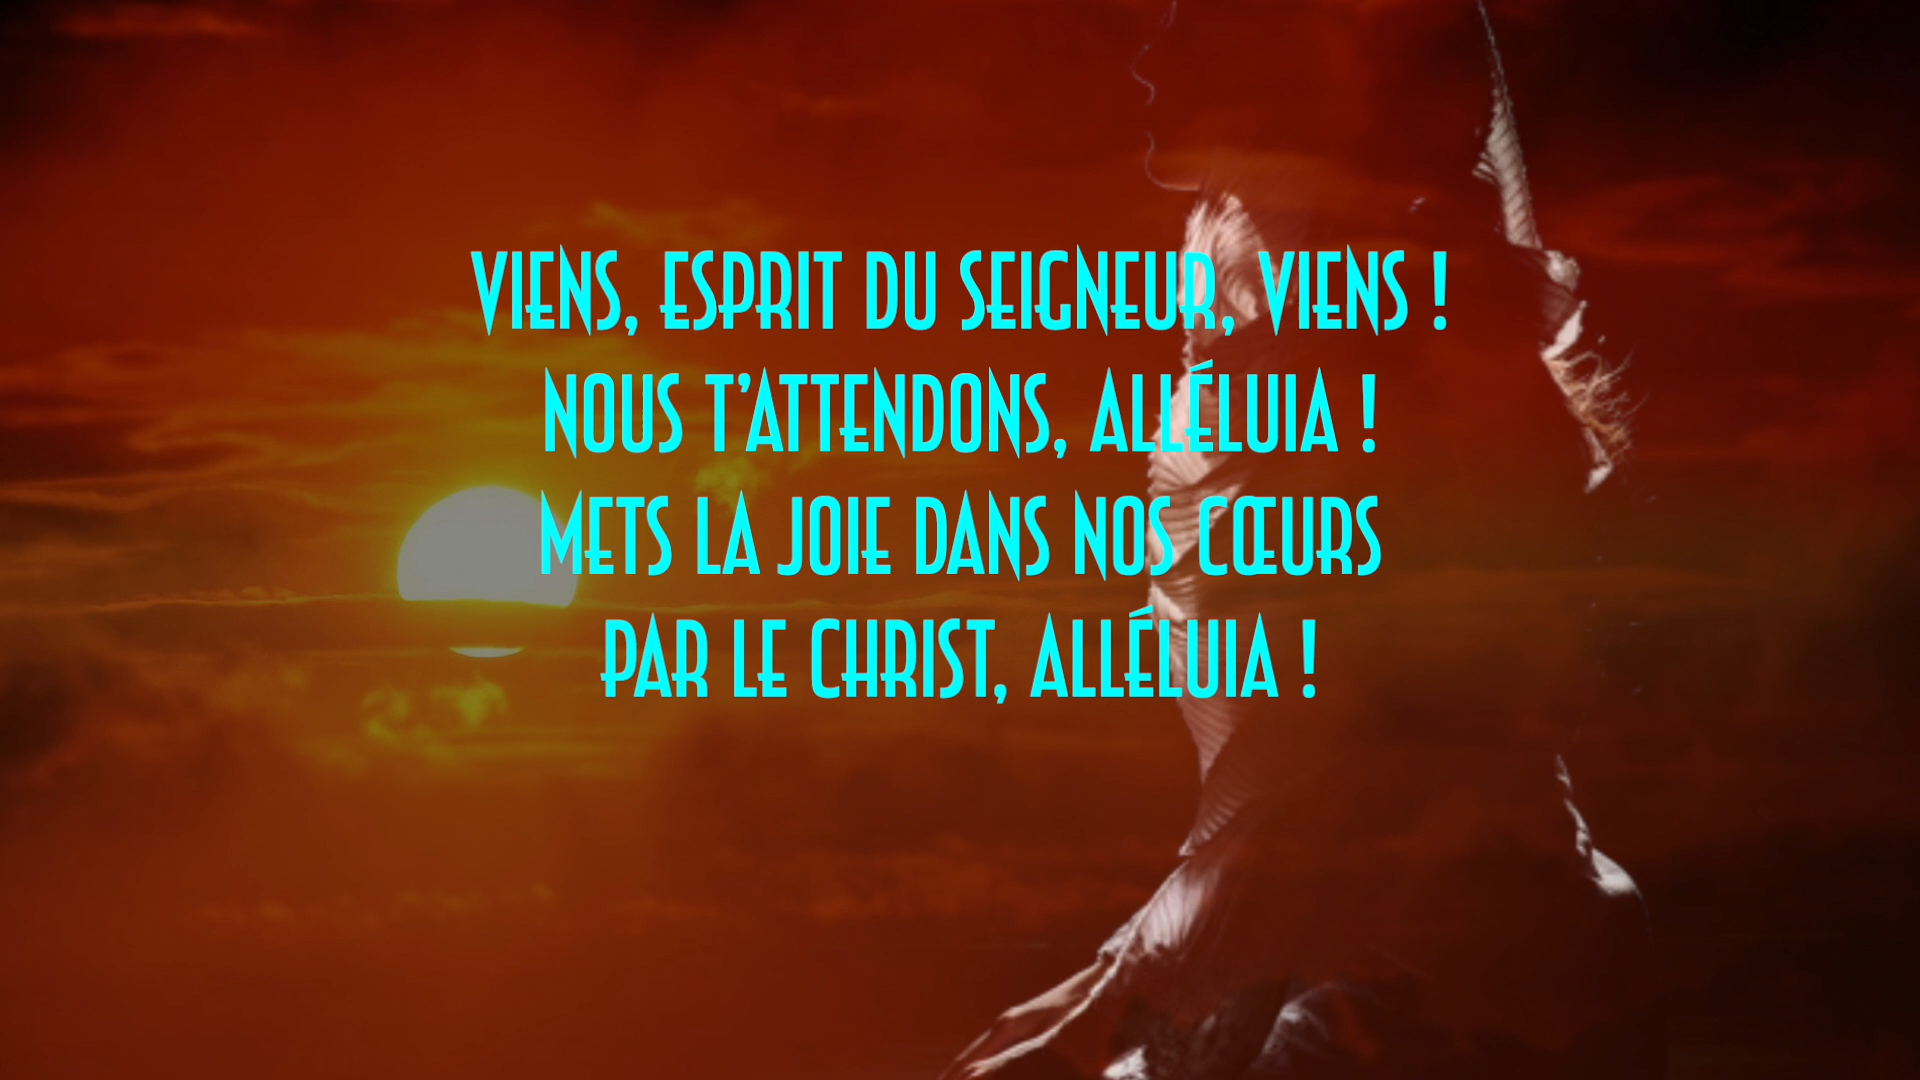 VIENS, ESPRIT DU SEIGNEUR, VIENS !
NOUS T’ATTENDONS, ALLÉLUIA !
METS LA JOIE DANS NOS CŒURS
PAR LE CHRIST, ALLÉLUIA !